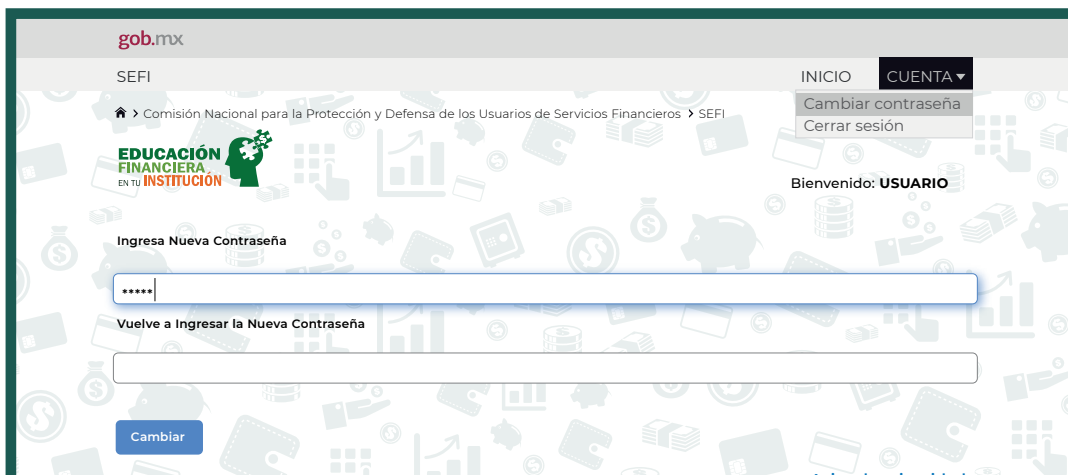 gob.mx
SEFI
INICIO
CUENTA
Cambiar contraseña
Cerrar sesión
Comisión Nacional para la Protección y Defensa de los Usuarios de Servicios Financieros > SEFI
EDUCACIÓN
FINANCIERA
EN TU INSTITUCIÓN
Bienvenido: USUARIO
Ingresa Nueva Contraseña
*****
Vuelve a Ingresar la Nueva Contraseña
Cambiar